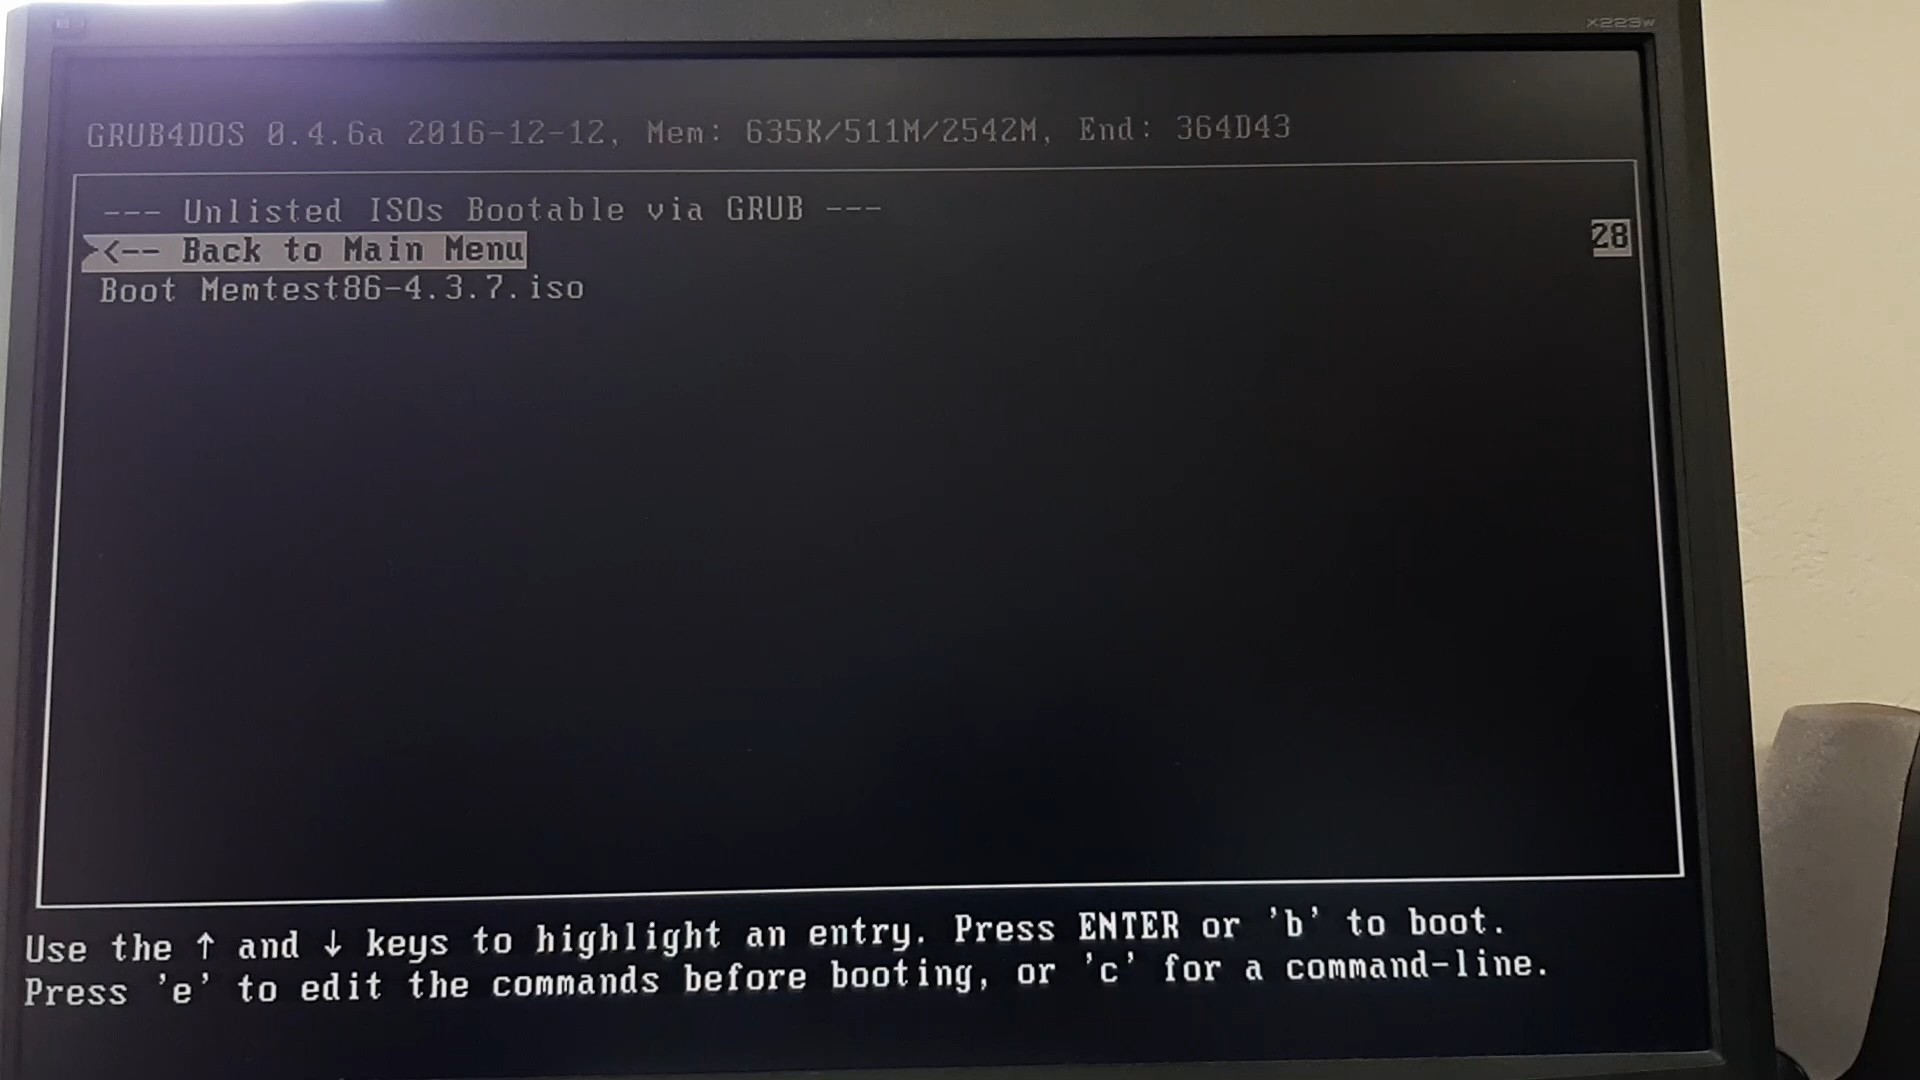 X223w
GRUB4DOS 0.4.6a 2016-12-12, Mem: 635K/511M/2542M, End: 364D43
--- Unlisted ISOs Bootable via GRUB ---
<-- Back to Main Menu
28
Boot Memtest86-4.3.7.iso
Use the ↑ and ↓ keys to highlight an entry. Press ENTER or 'b' to boot.
Press 'e' to edit the commands before booting, or 'c' for a command-line.